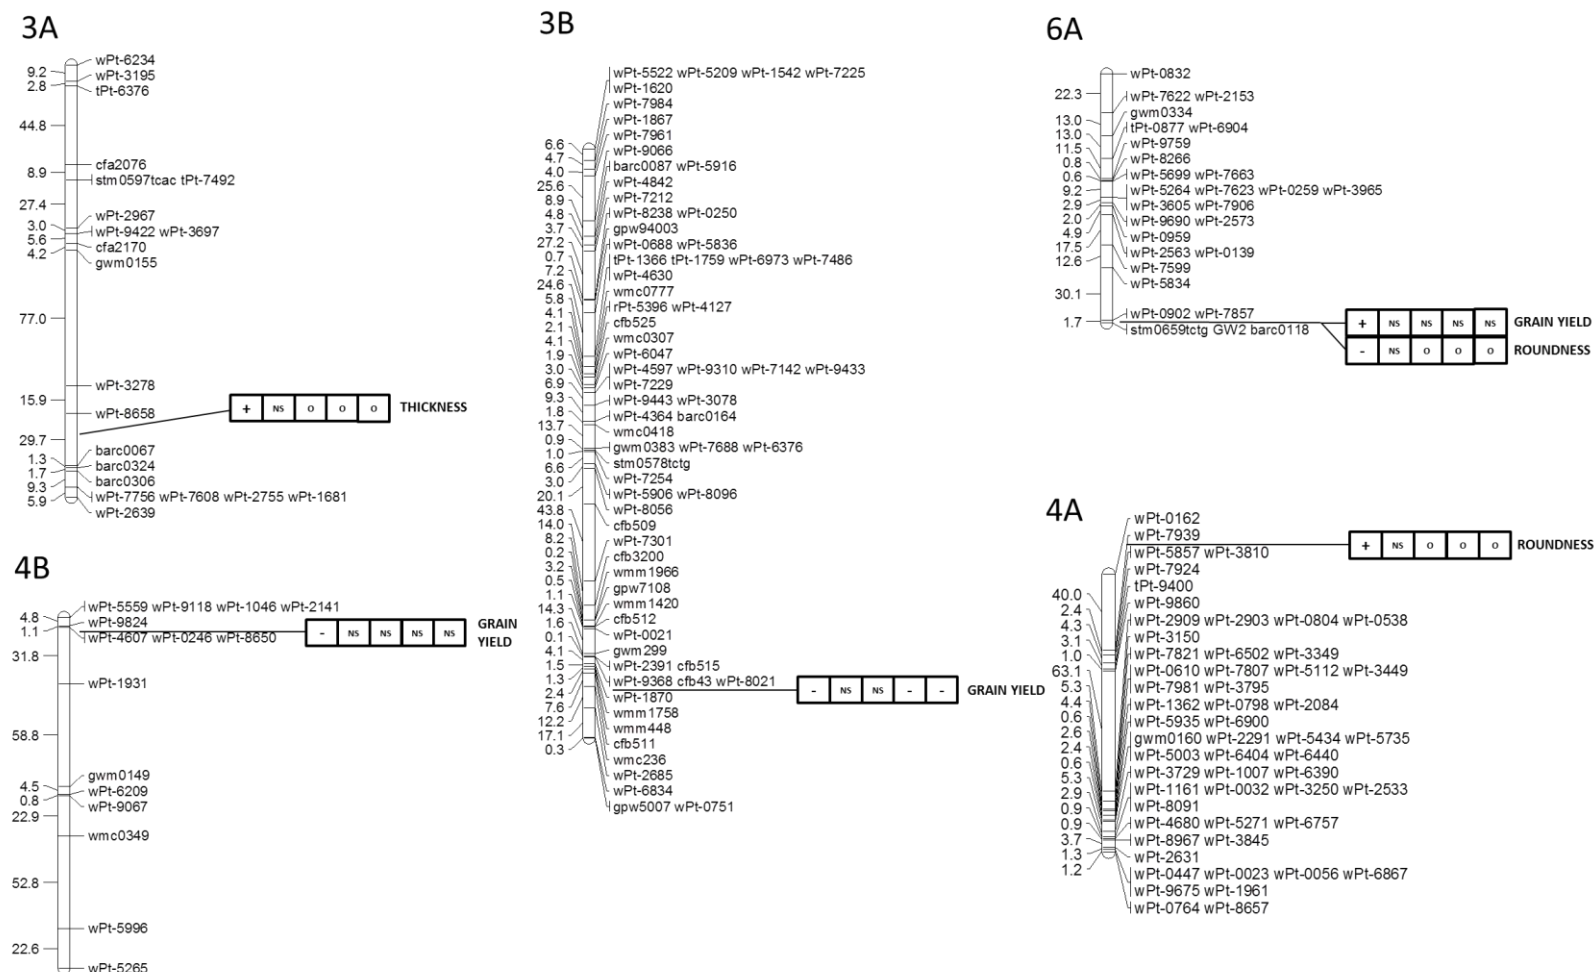 3A
9.2
2.8
44.8
8.9
27.4
3.0
5.6
4.2
77.0
15.9
29.7
1.3
1.7
9.3
5.9
wPt-6234
wPt-3195
tPt-6376
cfa2076
stm0597tcac tPt-7492
wPt-2967
wPt-9422 wPt-3697
cfa2170
gwm0155
wPt-3278
wPt-8658
barc0067
barc0324
barc0306
wPt-7756 wPt-7608 wPt-2755 wPt-1681
wPt-2639
+ NS O O O THICKNESS
4B
4.8
1.1
31.8
58.8
4.5
0.8
22.9
52.8
22.6
wPt-5559 wPt-9118 wPt-1046 wPt-2141
wPt-9824
wPt-4607 wPt-0246 wPt-8650
wPt-1931
gwm0149
wPt-6209
wPt-9067
wmc0349
wPt-5996
wPt-5265
- NS NS NS NS GRAIN
YIELD
3B
6.6
4.7
4.0
25.6
8.9
4.8
3.7
27.2
0.7
7.2
24.6
5.8
4.1
2.1
4.1
1.9
3.0
6.9
9.3
1.8
13.7
0.9
1.0
6.6
3.0
20.1
43.8
14.0
8.2
0.2
3.2
0.5
1.1
14.3
1.6
0.1
4.1
1.5
1.3
2.4
7.6
12.2
17.1
0.3
wPt-5522 wPt-5209 wPt-1542 wPt-7225
wPt-1620
wPt-7984
wPt-1867
wPt-7961
wPt-9066
barc0087 wPt-5916
wPt-4842
wPt-7212
wPt-8238 wPt-0250
gpw94003
wPt-0688 wPt-5836
tPt-1366 tPt-1759 wPt-6973 wPt-7486
wPt-4630
wmc0777
rPt-5396 wPt-4127
cfb525
wmc0307
wPt-6047
wPt-4597 wPt-9310 wPt-7142 wPt-9433
wPt-7229
wPt-9443 wPt-3078
wPt-4364 barc0164
wmc0418
gwm0383 wPt-7688 wPt-6376
stm0578tctg
wPt-7254
wPt-5906 wPt-8096
wPt-8056
cfb509
wPt-7301
cfb3200
wmm1966
gpw7108
wmm1420
cfb512
wPt-0021
gwm299
wPt-2391 cfb515
wPt-9368 cfb43 wPt-8021
wPt-1870
wmm1758
wmm448
cfb511
wmc236
wPt-2685
wPt-6834
gpw5007 wPt-0751
- NS NS - - GRAIN YIELD
6A
22.3
13.0
13.0
11.5
0.8
0.6
9.2
2.9
2.0
4.9
17.5
12.6
30.1
1.7
wPt-0832
wPt-7622 wPt-2153
gwm0334
tPt-0877 wPt-6904
wPt-9759
wPt-8266
wPt-5699 wPt-7663
wPt-5264 wPt-7623 wPt-0259 wPt-3965
wPt-3605 wPt-7906
wPt-9690 wPt-2573
wPt-0959
wPt-2563 wPt-0139
wPt-7599
wPt-5834
wPt-0902 wPt-7857
stm0659tctg GW2 barc0118
+ NS NS NS NS GRAIN YIELD
- NS O O O ROUNDNESS
4A
40.0
2.4
4.3
3.1
1.0
63.1
5.3
4.4
0.6
2.6
2.4
0.6
5.3
2.9
0.9
0.9
3.7
1.3
1.2
wPt-0162
wPt-7939
wPt-5857 wPt-3810
wPt-7924
tPt-9400
wPt-9860
wPt-2909 wPt-2903 wPt-0804 wPt-0538
wPt-3150
wPt-7821 wPt-6502 wPt-3349
wPt-0610 wPt-7807 wPt-5112 wPt-3449
wPt-7981 wPt-3795
wPt-1362 wPt-0798 wPt-2084
wPt-5935 wPt-6900
gwm0160 wPt-2291 wPt-5434 wPt-5735
wPt-5003 wPt-6404 wPt-6440
wPt-3729 wPt-1007 wPt-6390
wPt-1161 wPt-0032 wPt-3250 wPt-2533
wPt-8091
wPt-4680 wPt-5271 wPt-6757
wPt-8967 wPt-3845
wPt-2631
wPt-0447 wPt-0023 wPt-0056 wPt-6867
wPt-9675 wPt-1961
wPt-0764 wPt-8657
+ NS O O O ROUNDNESS